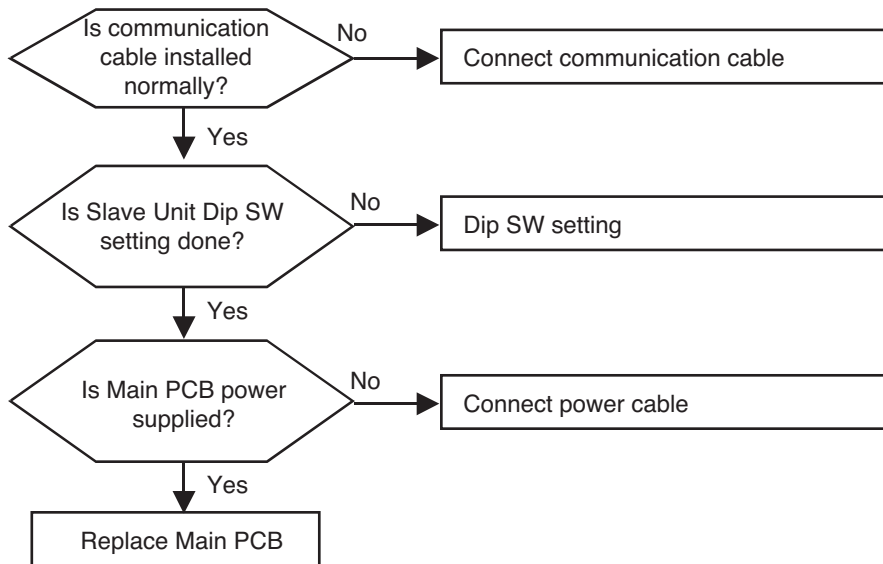 Is communication
cable installed
normally?
No
Connect communication cable
Yes
Is Slave Unit Dip SW
setting done?
No
Dip SW setting
Yes
Is Main PCB power
supplied?
No
Connect power cable
Yes
Replace Main PCB